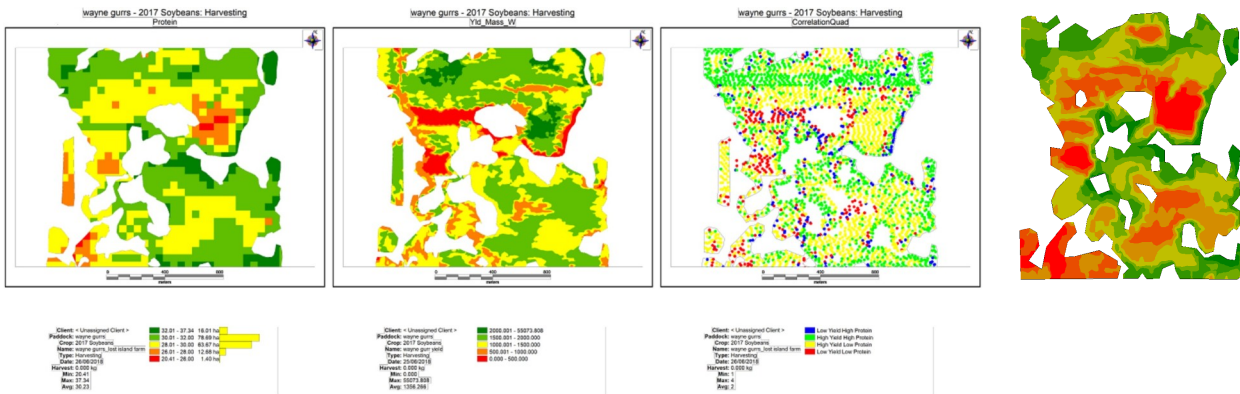 wayne gurrs - 2017 Soybeans: Harvesting
Protein
N
0 400 800
meters
Client: < Unassigned Client >
Paddock: wayne gurrs
Crop: 2017 Soybeans
Name: wayne gurrs_lost island farm
Type: Harvesting
Date: 26/06/2018
Harvest: 0.000 kg
Min: 20.41
Max: 37.34
Avg: 30.23
32.01 - 37.34 16.01 ha
30.01 - 32.00 78.69 ha
28.01 - 30.00 63.67 ha
26.01 - 28.00 12.68 ha
20.41 - 26.00 1.40 ha
wayne gurrs - 2017 Soybeans: Harvesting
Yld_Mass_W
N
0 400 800
meters
Client: < Unassigned Client >
Paddock: wayne gurrs
Crop: 2017 Soybeans
Name: wayne gurr yield
Type: Harvesting
Date: 25/06/2018
Harvest: 0.000 kg
Min: 0.000
Max: 55073.808
Avg: 1358.266
2000.001 - 55073.808
1500.001 - 2000.000
1000.001 - 1500.000
500.001 - 1000.000
0.000 - 500.000
wayne gurrs - 2017 Soybeans: Harvesting
CorrelationQuad
N
0 400 800
meters
Client: < Unassigned Client >
Paddock: wayne gurrs
Crop: 2017 Soybeans
Name: wayne gurrs_lost island farm
Type: Harvesting
Date: 26/06/2018
Harvest: 0.000 kg
Min: 1
Max: 4
Avg: 2
Low Yield High Protein
High Yield High Protein
High Yield Low Protein
Low Yield Low Protein